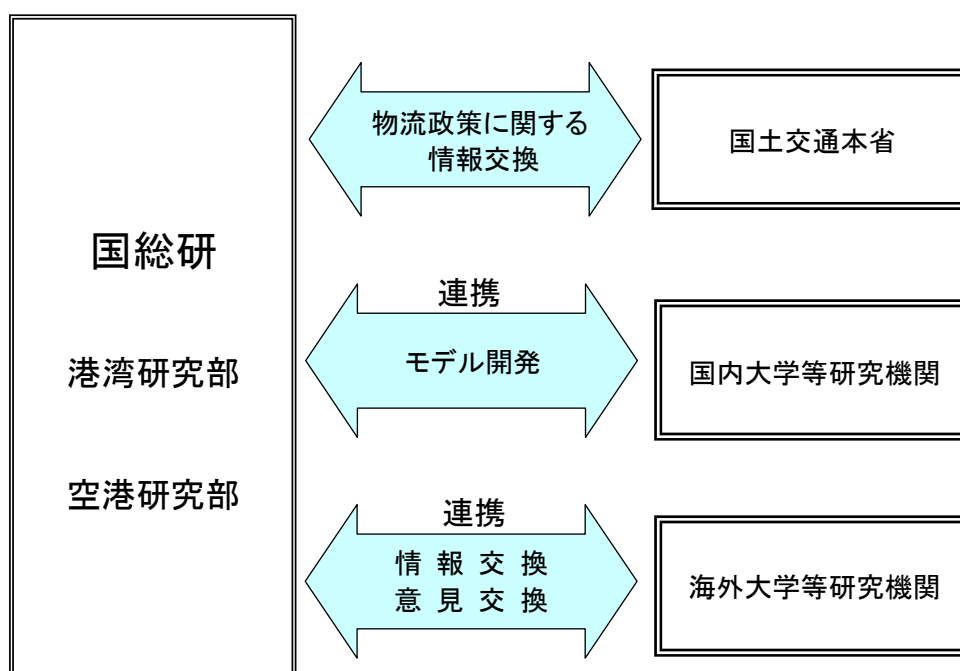 国総研
港湾研究部
空港研究部
物流政策に関する
情報交換
国土交通本省
連携
モデル開発
国内大学等研究機関
連携
情報交換
意見交換
海外大学等研究機関